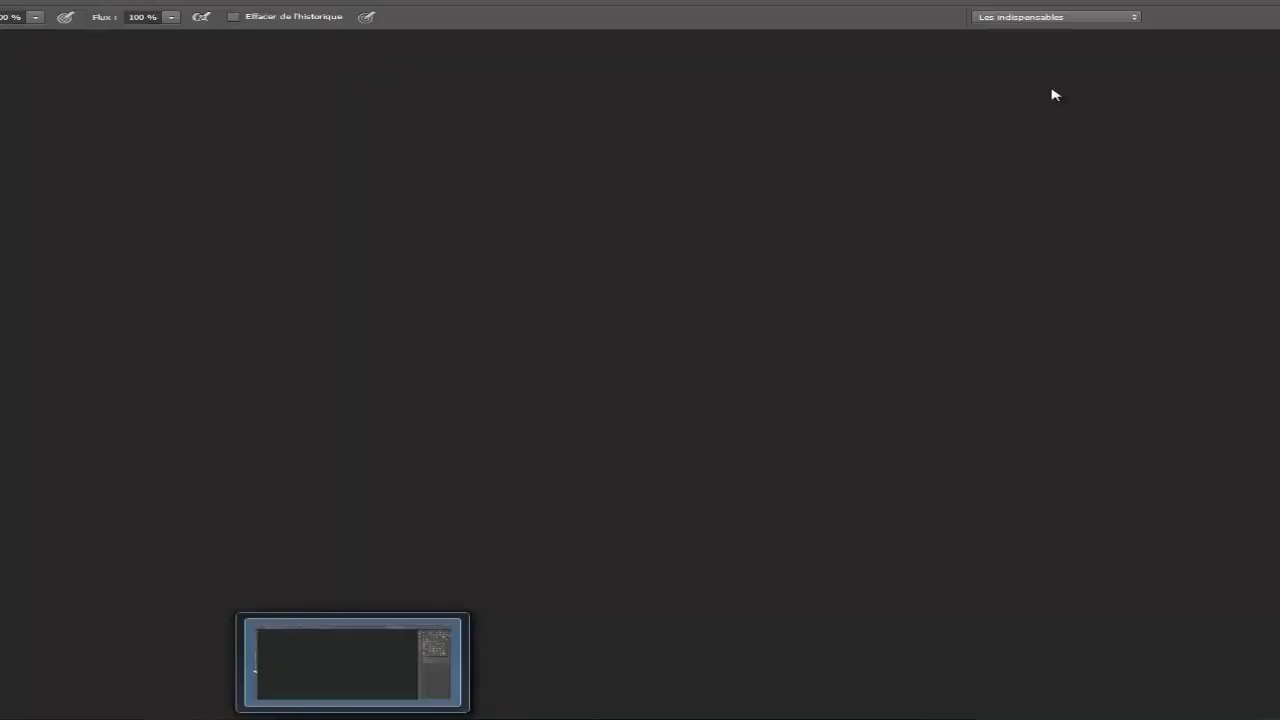 00 % Flux : 100 % Effacer de l'historique Les indispensables